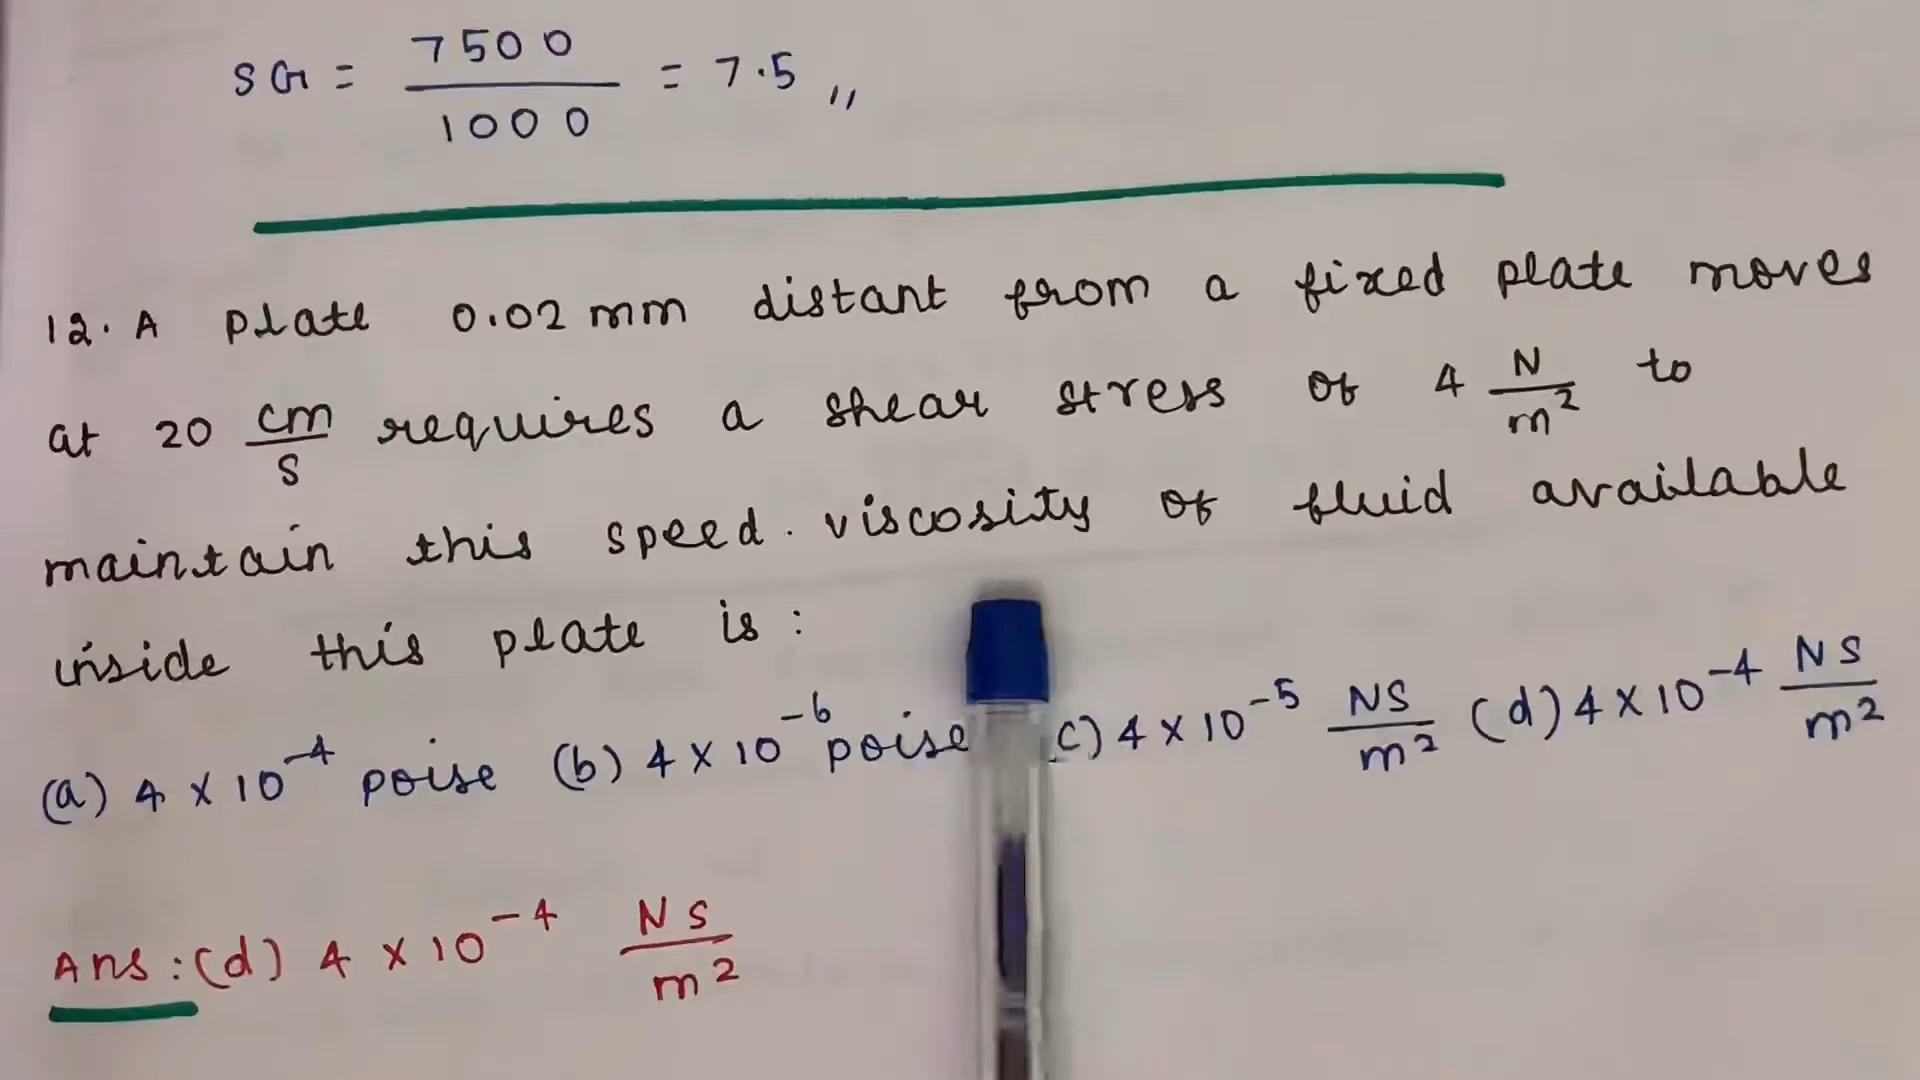 SG = 7500 / 1000 = 7.5 ,,
12. A plate 0.02 mm distant from a fixed plate moves
at 20 cm/s requires a shear stress of 4 N/m² to
maintain this speed. viscosity of fluid available
inside this plate is :
(a) 4 × 10⁻⁴ poise (b) 4 × 10⁻⁶ poise (c) 4 × 10⁻⁵ NS/m² (d) 4 × 10⁻⁴ NS/m²
Ans : (d) 4 × 10⁻⁴ NS/m²